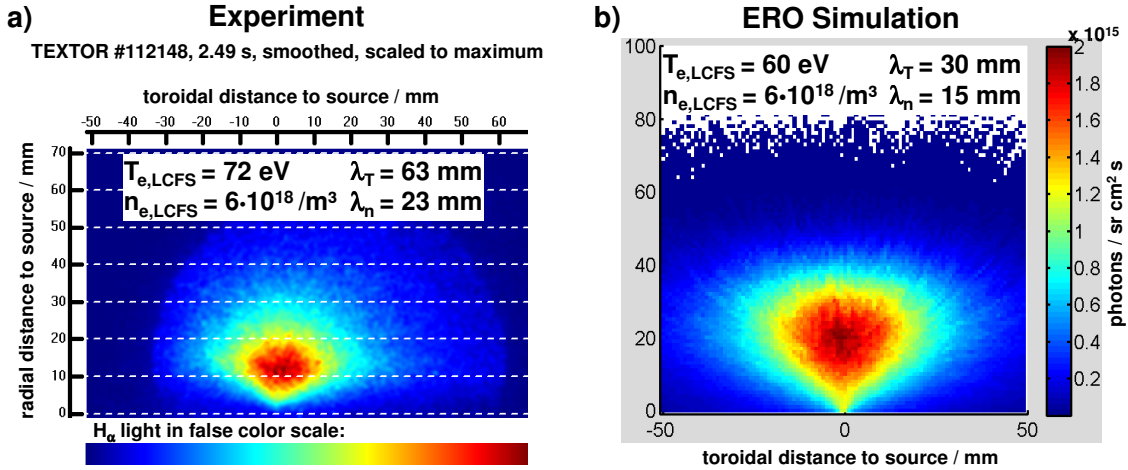 a) Experiment
TEXTOR #112148, 2.49 s, smoothed, scaled to maximum
toroidal distance to source / mm
-50 -40 -30 -20 -10 0 10 20 30 40 50 60
radial distance to source / mm
70
60
50
40
30
20
10
0
T_e,LCFS = 72 eV λ_T = 63 mm
n_e,LCFS = 6•10^18 /m³ λ_n = 23 mm
H_α light in false color scale:
b) ERO Simulation
100
80
60
40
20
0
T_e,LCFS = 60 eV λ_T = 30 mm
n_e,LCFS = 6•10^18 /m³ λ_n = 15 mm
-50 0 50
toroidal distance to source / mm
x 10^15
2
1.8
1.6
1.4
1.2
1
0.8
0.6
0.4
0.2
photons / sr cm² s